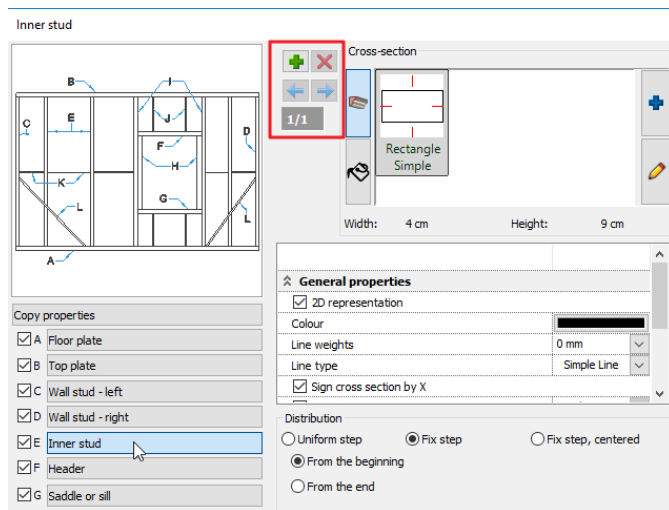 Inner stud
Cross-section
1/1
Rectangle
Simple
Width: 4 cm Height: 9 cm
B
I
C
E
J
D
F
H
K
G
L
L
A
General properties
2D representation
Colour
Line weights 0 mm
Line type Simple Line
Sign cross section by X
Copy properties
A Floor plate
B Top plate
C Wall stud - left
D Wall stud - right
E Inner stud
F Header
G Saddle or sill
Distribution
Uniform step Fix step Fix step, centered
From the beginning
From the end